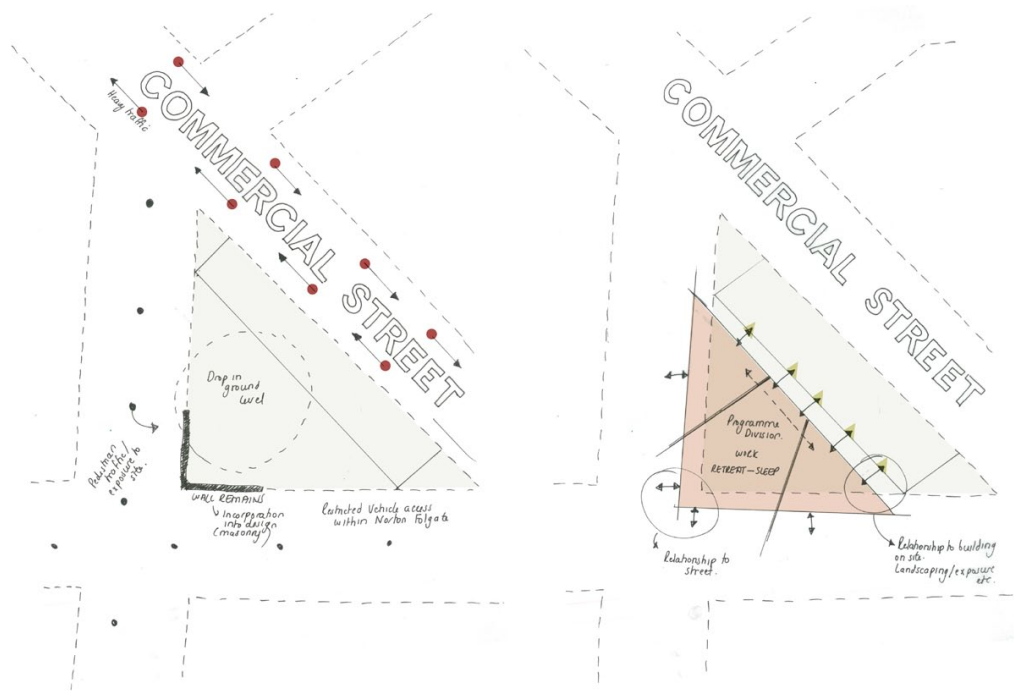 COMMERCIAL STREET
Heavy traffic
Drop in
ground
level
Pedestrian
traffic/
exposure to
site.
WALL REMAINS
Incorporation
into design
(masonry)
Restricted Vehicle access
within Norton Folgate
COMMERCIAL STREET
Programme
Division.
WORK
RETREAT-SLEEP
Relationship to
street.
Relationship to building
on site.
Landscaping/exposure
etc.